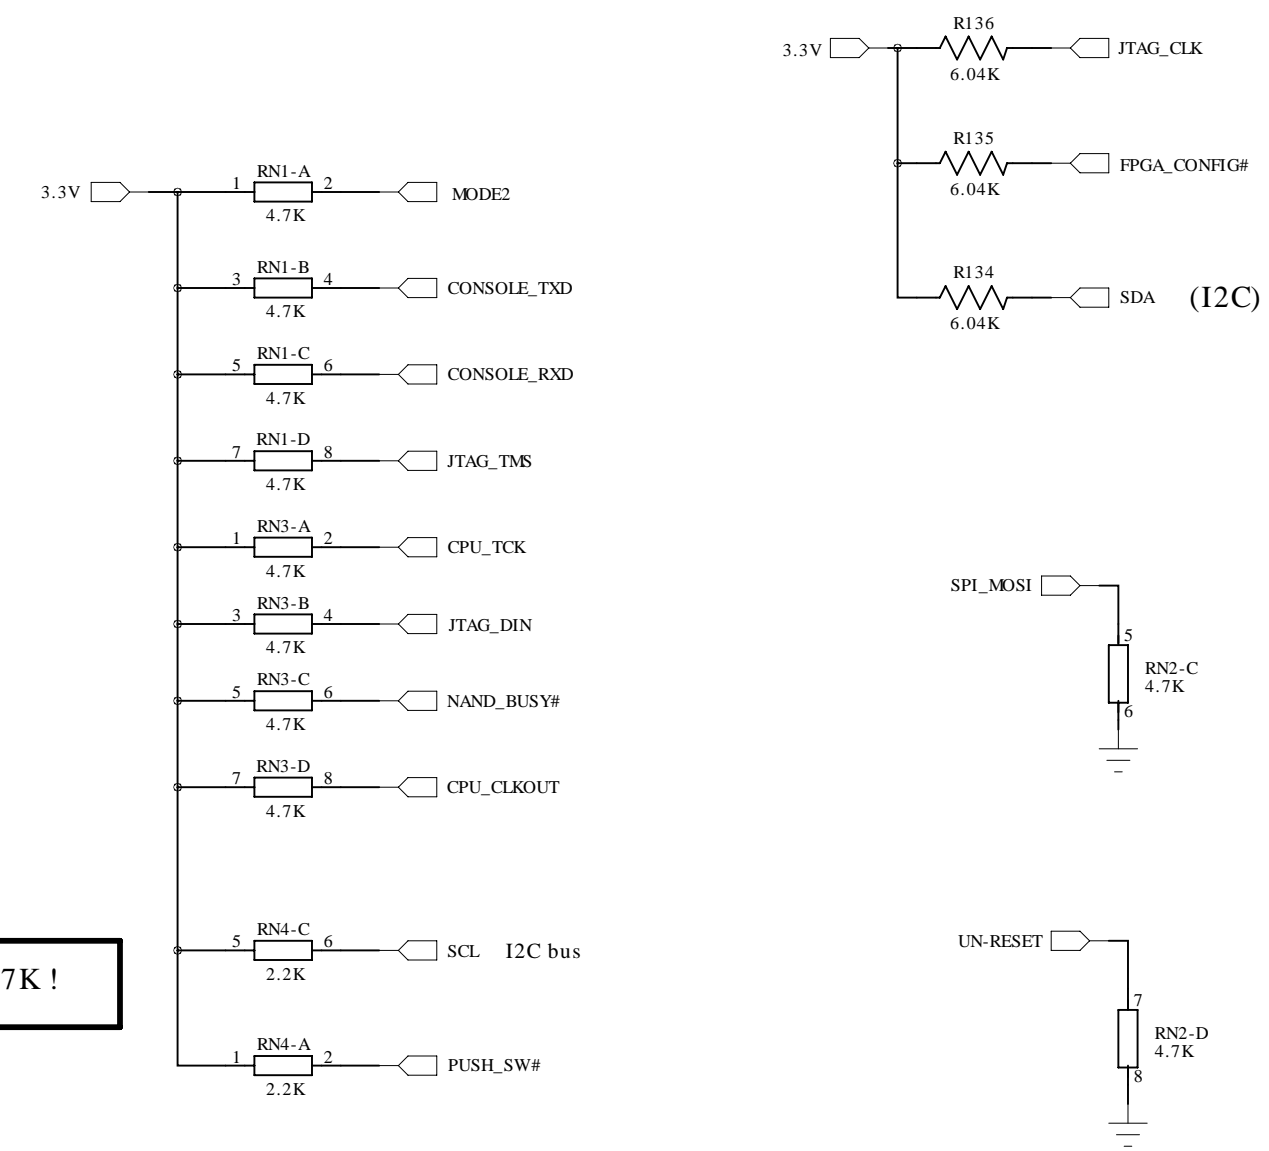 R136
3.3V
JTAG_CLK
6.04K
R135
FPGA_CONFIG#
6.04K
R134
SDA (I2C)
6.04K
RN1-A
3.3V 1 2 MODE2
4.7K
RN1-B
3 4 CONSOLE_TXD
4.7K
RN1-C
5 6 CONSOLE_RXD
4.7K
RN1-D
7 8 JTAG_TMS
4.7K
RN3-A
1 2 CPU_TCK
4.7K
RN3-B
3 4 JTAG_DIN
4.7K
RN3-C
5 6 NAND_BUSY#
4.7K
RN3-D
7 8 CPU_CLKOUT
4.7K
RN4-C
5 6 SCL I2C bus
2.2K
7K !
RN4-A
1 2 PUSH_SW#
2.2K
SPI_MOSI
5
RN2-C
4.7K
6
UN-RESET
7
RN2-D
4.7K
8